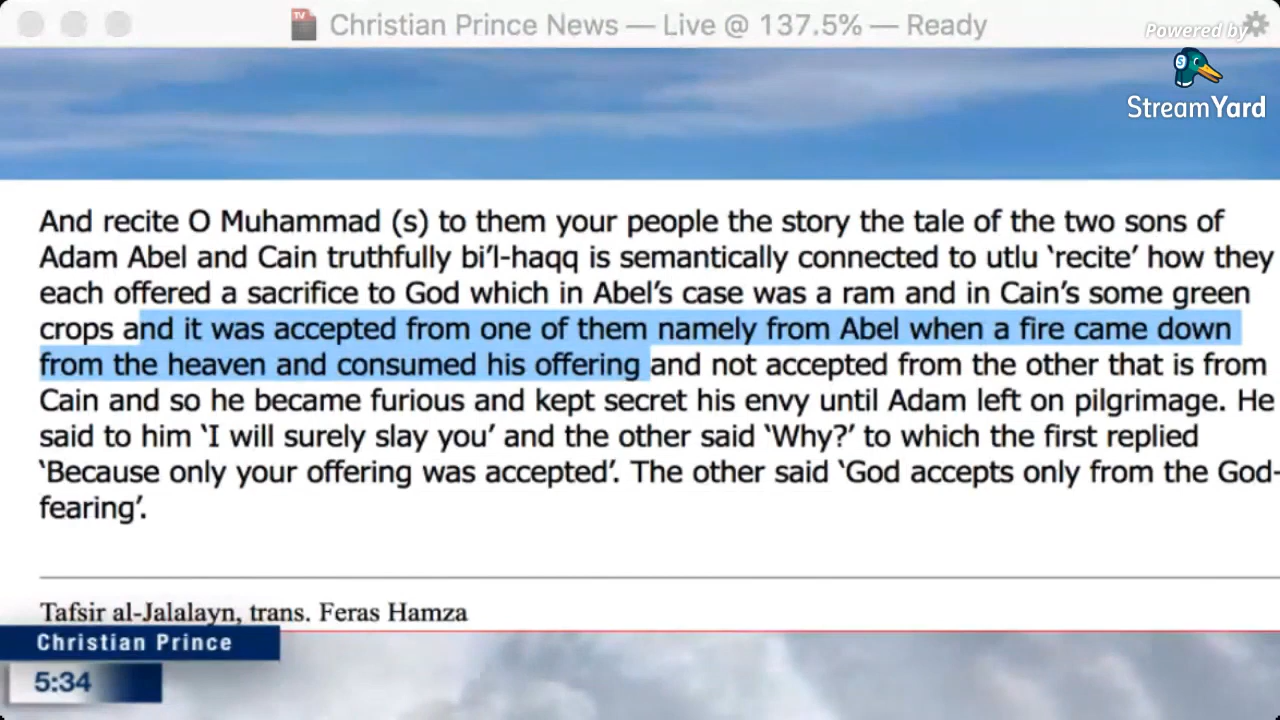 Christian Prince News — Live @ 137.5% — Ready
Powered by
StreamYard
And recite O Muhammad (s) to them your people the story the tale of the two sons of
Adam Abel and Cain truthfully bi’l-haqq is semantically connected to utlu ‘recite’ how they
each offered a sacrifice to God which in Abel’s case was a ram and in Cain’s some green
crops and it was accepted from one of them namely from Abel when a fire came down
from the heaven and consumed his offering and not accepted from the other that is from
Cain and so he became furious and kept secret his envy until Adam left on pilgrimage. He
said to him ‘I will surely slay you’ and the other said ‘Why?’ to which the first replied
‘Because only your offering was accepted’. The other said ‘God accepts only from the God-
fearing’.
Tafsir al-Jalalayn, trans. Feras Hamza
Christian Prince
5:34